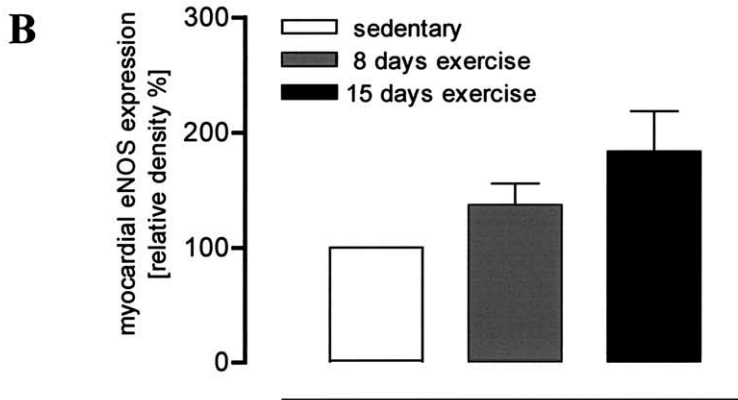 B
myocardial eNOS expression
[relative density %]
300
200
100
0
sedentary
8 days exercise
15 days exercise